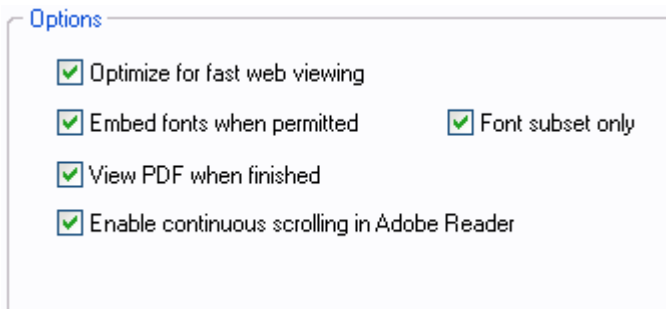 Options
Optimize for fast web viewing
Embed fonts when permitted Font subset only
View PDF when finished
Enable continuous scrolling in Adobe Reader